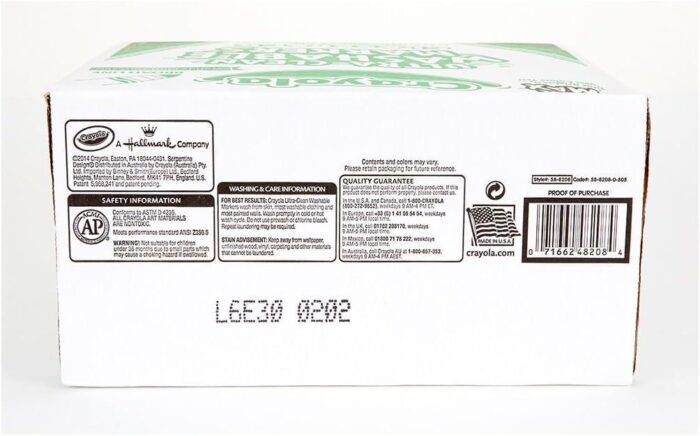 Crayola
Crayola
A Hallmark Company
©2014 Crayola, Easton, PA 18044-0431. Serpentine
Design® Distributed in Australia by Crayola (Australia) Pty.
Ltd. Imported by Binney & Smith (Europe) Ltd., Bedford
Heights, Manton Lane, Bedford, MK41 7PH, England. U.S.
Patent and patent pending.
SAFETY INFORMATION
ACMI
AP
Conforms to ASTM D 4236.
ALL CRAYOLA ART MATERIALS
ARE NONTOXIC.
Meets performance standard ANSI Z356.5
WARNING! Not suitable for children
under 36 months due to small parts which
may cause a choking hazard if swallowed.
WASHING & CARE INFORMATION
FOR BEST RESULTS: Crayola Ultra-Clean Washable
Markers wash from skin, most washable clothing and
most painted walls. Wash promptly in cold or hot
wash cycle. Do not use prewash or chlorine bleach.
Repeat laundering may be required.
STAIN ADVISEMENT: Keep away from wallpaper,
unfinished wood, vinyl, carpeting and other materials
that cannot be laundered.
Contents and colors may vary.
Please retain packaging for future reference.
QUALITY GUARANTEE
We guarantee the quality of all Crayola products. If this
product does not perform properly, please contact us.
In the U.S.A. and Canada, call 1-800-CRAYOLA
(800-272-9652), weekdays 9 AM-4 PM ET.
In Europe, call weekdays
9 AM-5 PM local time.
In the UK, call 01702 208170, weekdays
9 AM-5 PM local time.
In Mexico, call 01800 71 78 222, weekdays
9 AM-5 PM local time.
In Australia, call Crayola AU at 1-800-657-353,
weekdays 9 AM-4 PM AEST.
MADE IN U.S.A.
crayola.com
Style#: 58-8208 Code#: 58-8208-0-503
PROOF OF PURCHASE
0 71662 48208 4
L6E30 0202